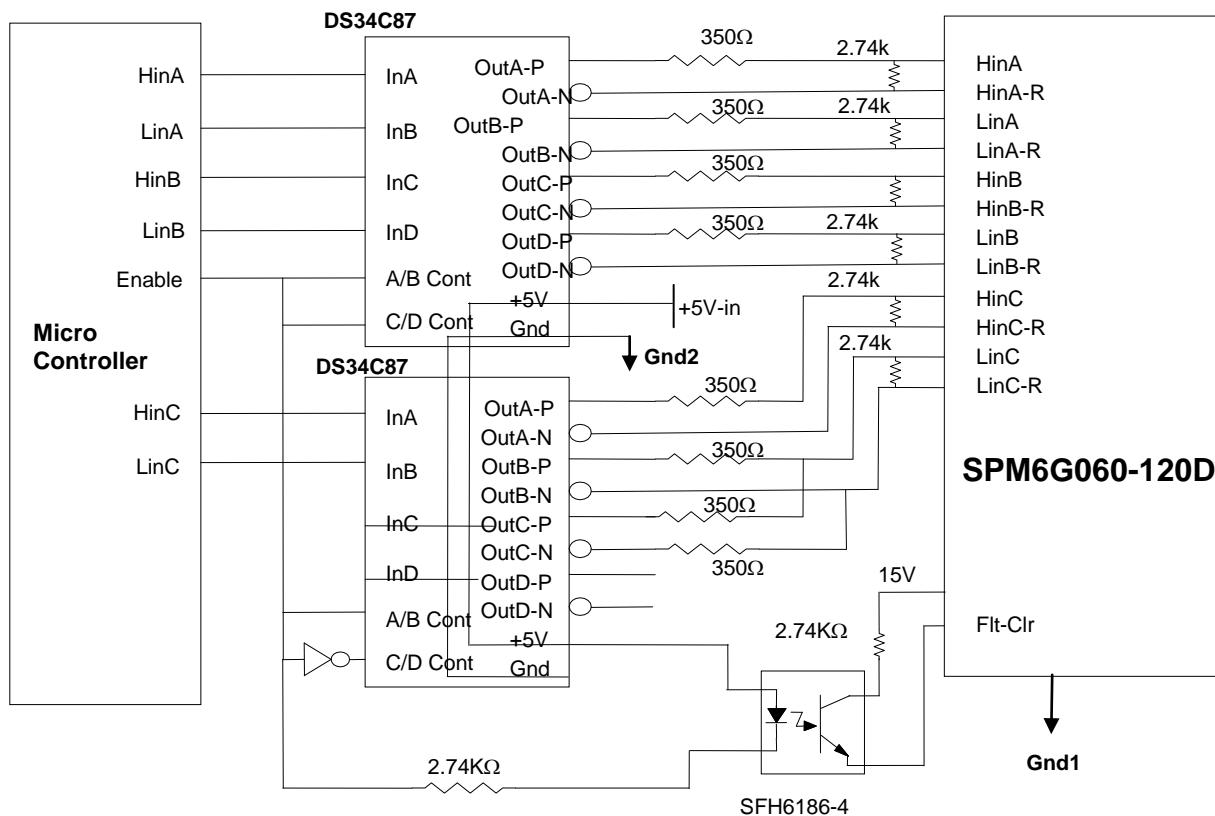 DS34C87
HinA
LinA
HinB
LinB
Enable
Micro
Controller
HinC
LinC
InA
InB
InC
InD
A/B Cont
C/D Cont
OutA-P
OutA-N
OutB-P
OutB-N
OutC-P
OutC-N
OutD-P
OutD-N
+5V
Gnd
350Ω
2.74k
350Ω
2.74k
350Ω
350Ω
2.74k
2.74k
+5V-in
Gnd2
2.74k
DS34C87
InA
InB
InC
InD
A/B Cont
C/D Cont
OutA-P
OutA-N
OutB-P
OutB-N
OutC-P
OutC-N
OutD-P
OutD-N
+5V
Gnd
350Ω
350Ω
350Ω
350Ω
HinA
HinA-R
LinA
LinA-R
HinB
HinB-R
LinB
LinB-R
HinC
HinC-R
LinC
LinC-R
SPM6G060-120D
15V
Flt-Clr
2.74KΩ
Gnd1
2.74KΩ
SFH6186-4